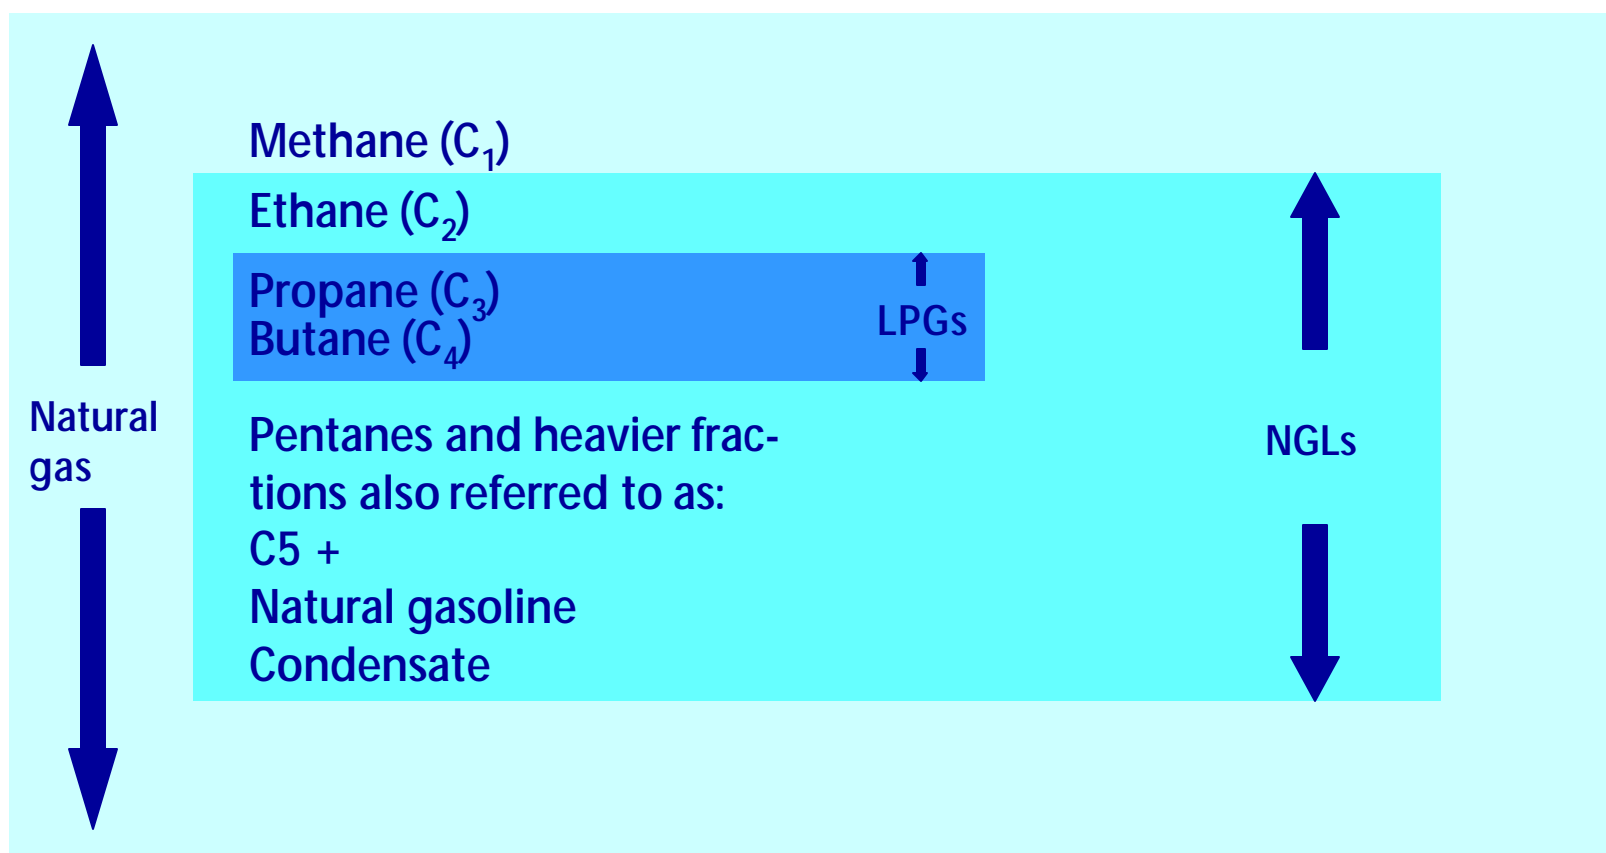 Methane (C₁)
Ethane (C₂)
Propane (C₃)
Butane (C₄)
LPGs
Natural
gas
Pentanes and heavier frac-
tions also referred to as:
C5 +
Natural gasoline
Condensate
NGLs